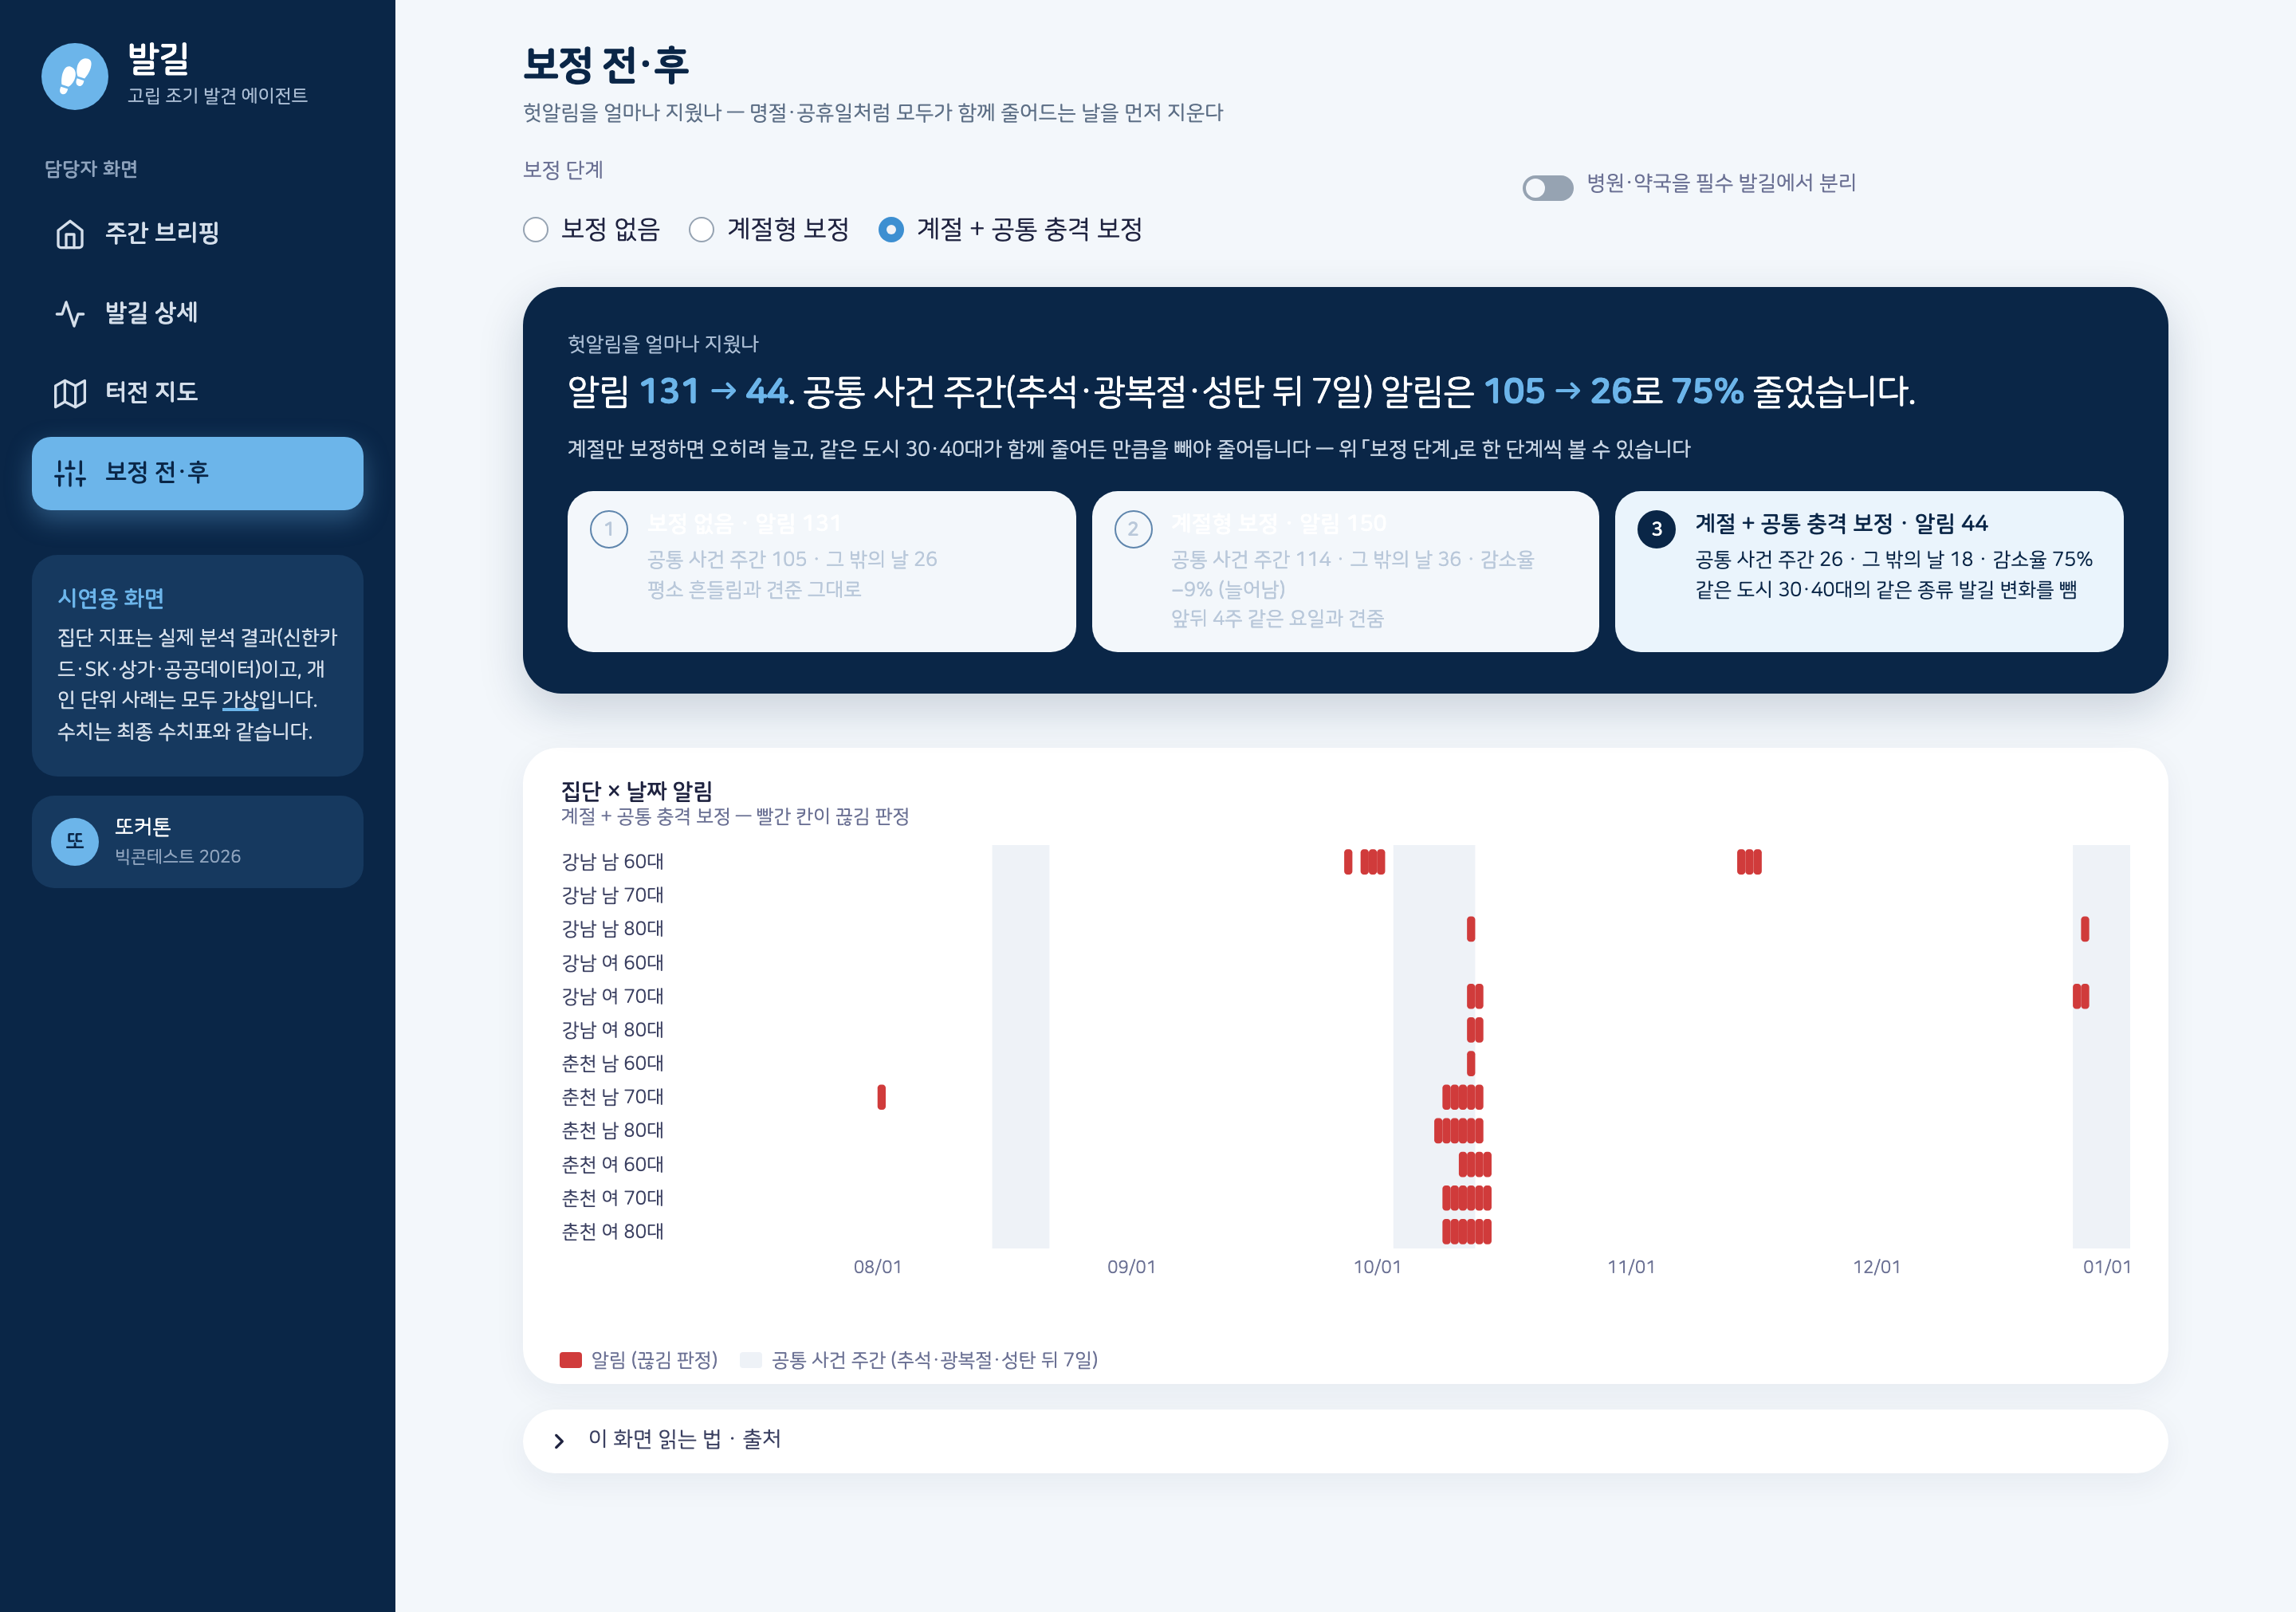 발길
고립 조기 발견 에이전트
담당자 화면
주간 브리핑
발길 상세
터전 지도
보정 전·후
시연용 화면
집단 지표는 실제 분석 결과(신한카
드·SK·상가·공공데이터)이고, 개
인 단위 사례는 모두 가상입니다.
수치는 최종 수치표와 같습니다.
또
또커톤
빅콘테스트 2026
보정 전·후
헛알림을 얼마나 지웠나 — 명절·공휴일처럼 모두가 함께 줄어드는 날을 먼저 지운다
보정 단계
병원·약국을 필수 발길에서 분리
보정 없음
계절형 보정
계절 + 공통 충격 보정
헛알림을 얼마나 지웠나
알림 131 → 44. 공통 사건 주간(추석·광복절·성탄 뒤 7일) 알림은 105 → 26로 75% 줄었습니다.
계절만 보정하면 오히려 늘고, 같은 도시 30·40대가 함께 줄어든 만큼을 빼야 줄어듭니다 — 위 「보정 단계」로 한 단계씩 볼 수 있습니다
1
보정 없음 · 알림 131
공통 사건 주간 105 · 그 밖의 날 26
평소 흔들림과 견준 그대로
2
계절형 보정 · 알림 150
공통 사건 주간 114 · 그 밖의 날 36 · 감소율
−9% (늘어남)
앞뒤 4주 같은 요일과 견줌
3
계절 + 공통 충격 보정 · 알림 44
공통 사건 주간 26 · 그 밖의 날 18 · 감소율 75%
같은 도시 30·40대의 같은 종류 발길 변화를 뺌
집단 × 날짜 알림
계절 + 공통 충격 보정 — 빨간 칸이 끊김 판정
강남 남 60대
강남 남 70대
강남 남 80대
강남 여 60대
강남 여 70대
강남 여 80대
춘천 남 60대
춘천 남 70대
춘천 남 80대
춘천 여 60대
춘천 여 70대
춘천 여 80대
08/01
09/01
10/01
11/01
12/01
01/01
알림 (끊김 판정)
공통 사건 주간 (추석·광복절·성탄 뒤 7일)
이 화면 읽는 법 · 출처